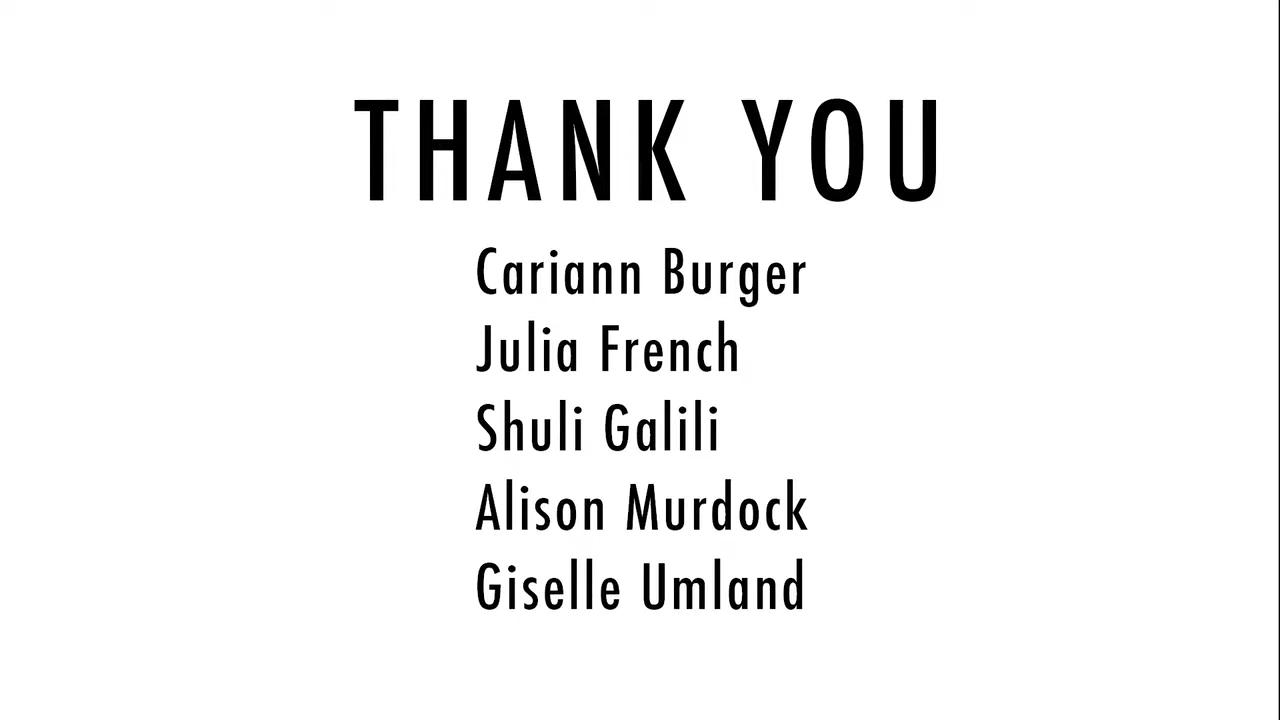 THANK YOU
Cariann Burger
Julia French
Shuli Galili
Alison Murdock
Giselle Umland